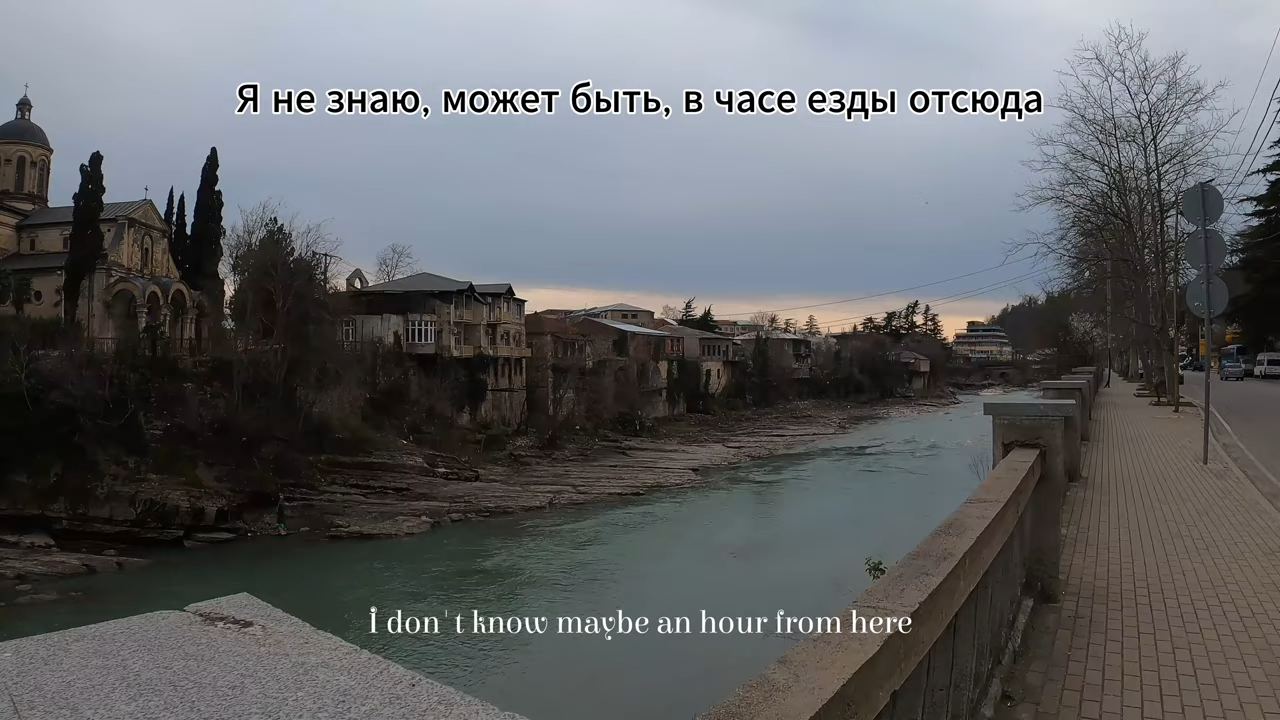 Я не знаю, может быть, в часе езды отсюда
I don't know maybe an hour from here